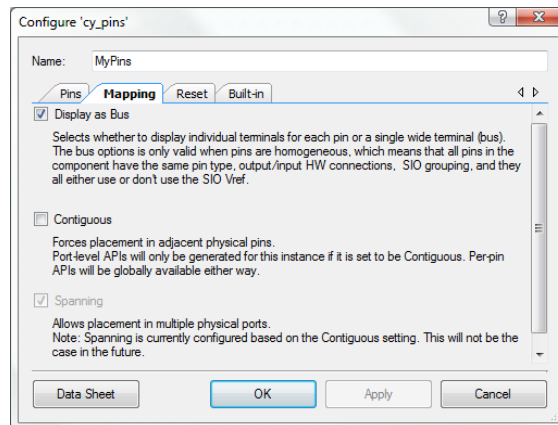 Configure 'cy_pins'
Name: MyPins
Pins Mapping Reset Built-in
Display as Bus
Selects whether to display individual terminals for each pin or a single wide terminal (bus).
The bus options is only valid when pins are homogeneous, which means that all pins in the
component have the same pin type, output/input HW connections, SIO grouping, and they
all either use or don't use the SIO Vref.
Contiguous
Forces placement in adjacent physical pins.
Port-level APIs will only be generated for this instance if it is set to be Contiguous. Per-pin
APIs will be globally available either way.
Spanning
Allows placement in multiple physical ports.
Note: Spanning is currently configured based on the Contiguous setting. This will not be the
case in the future.
Data Sheet OK Apply Cancel